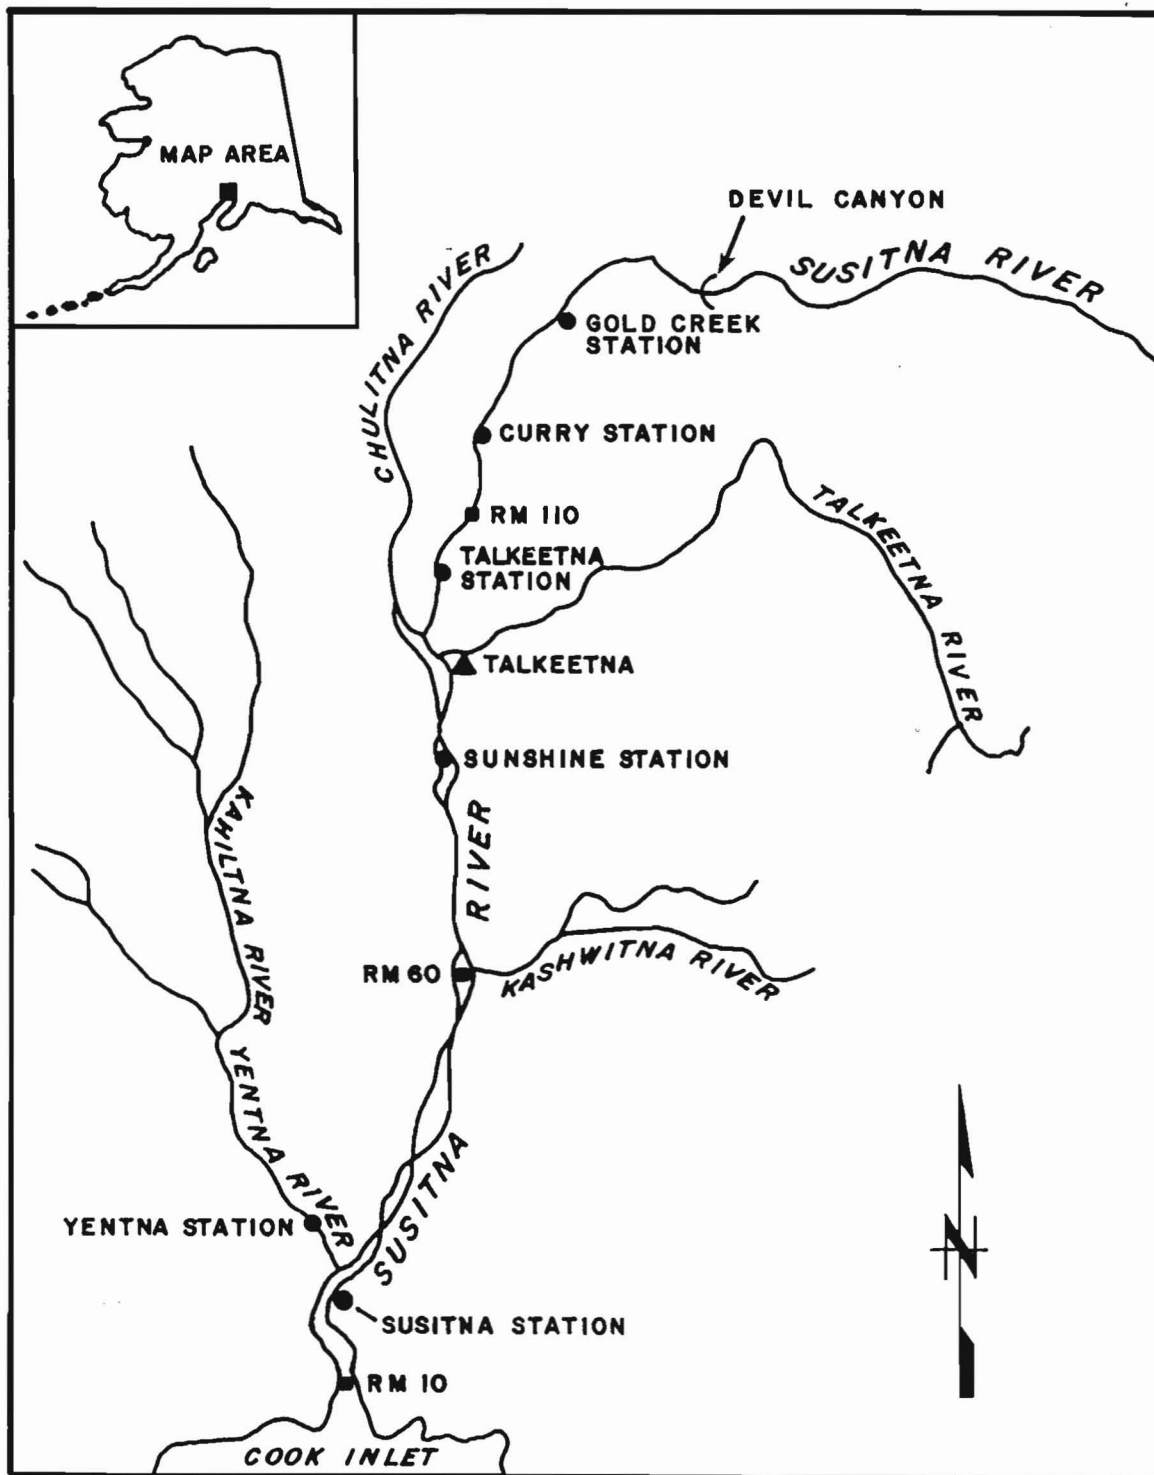 MAP AREA
DEVIL CANYON
SUSITNA RIVER
CHULITNA RIVER
GOLD CREEK
STATION
CURRY STATION
RM 110
TALKEETNA
STATION
TALKEETNA RIVER
TALKEETNA
SUNSHINE STATION
KAHILTNA RIVER
RIVER
RM 60
KASHWITNA RIVER
YENTNA RIVER
SUSITNA
YENTNA STATION
SUSITNA STATION
RM 10
COOK INLET
N